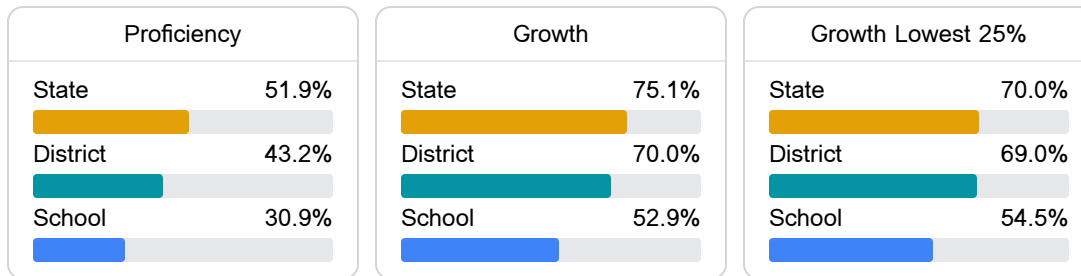 Proficiency
State 51.9%
District 43.2%
School 30.9%
Growth
State 75.1%
District 70.0%
School 52.9%
Growth Lowest 25%
State 70.0%
District 69.0%
School 54.5%